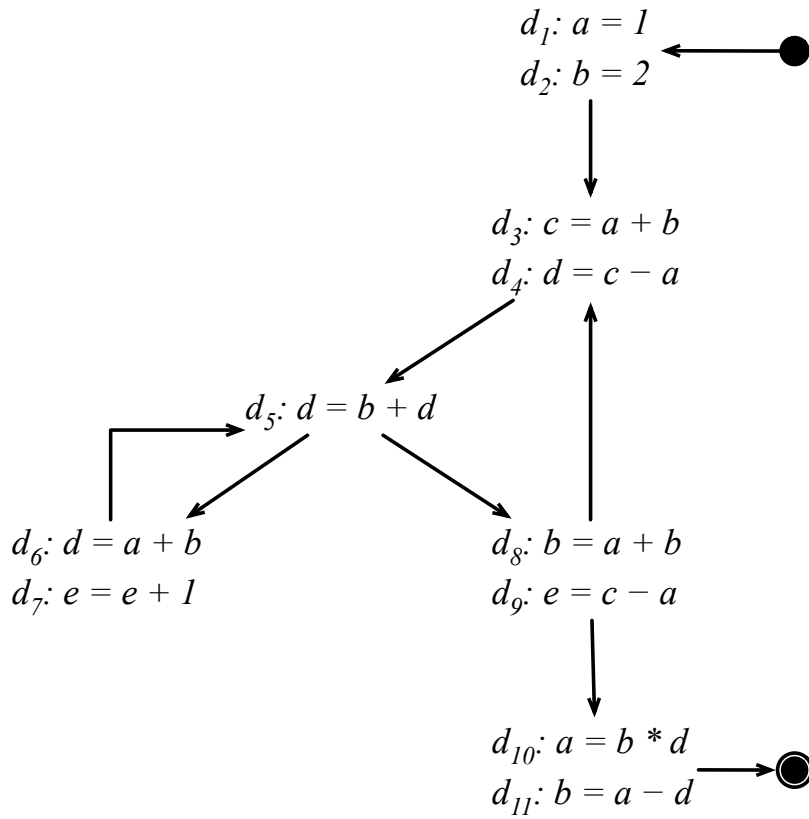 d₁: a = 1
d₂: b = 2
d₃: c = a + b
d₄: d = c − a
d₅: d = b + d
d₆: d = a + b
d₇: e = e + 1
d₈: b = a + b
d₉: e = c − a
d₁₀: a = b * d
d₁₁: b = a − d